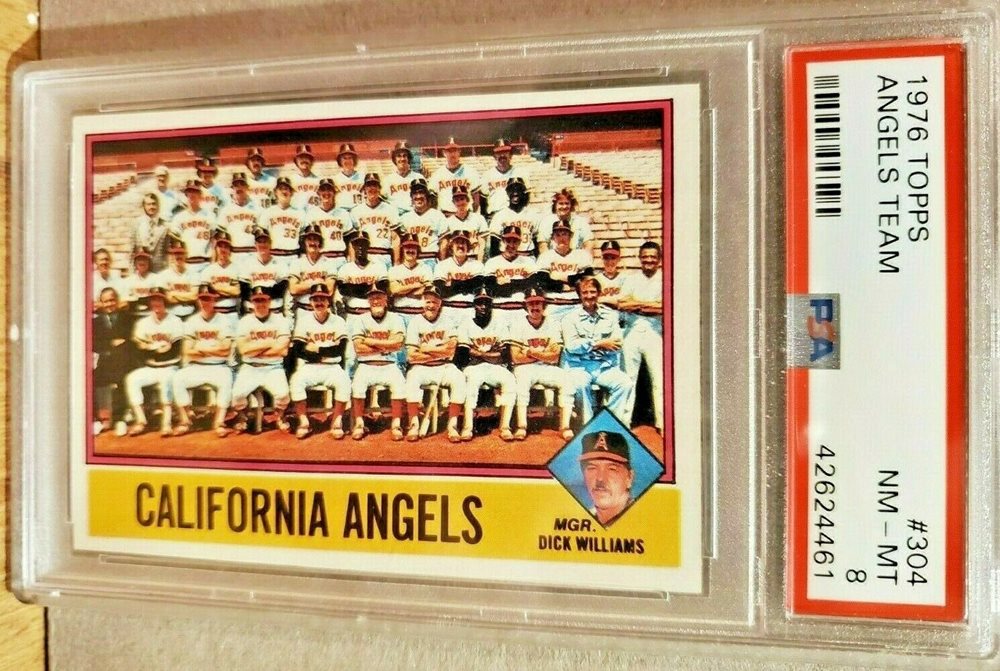 1976 TOPPS #304
ANGELS TEAM NM - MT
8
PSA 42624461
CALIFORNIA ANGELS
MGR.
DICK WILLIAMS